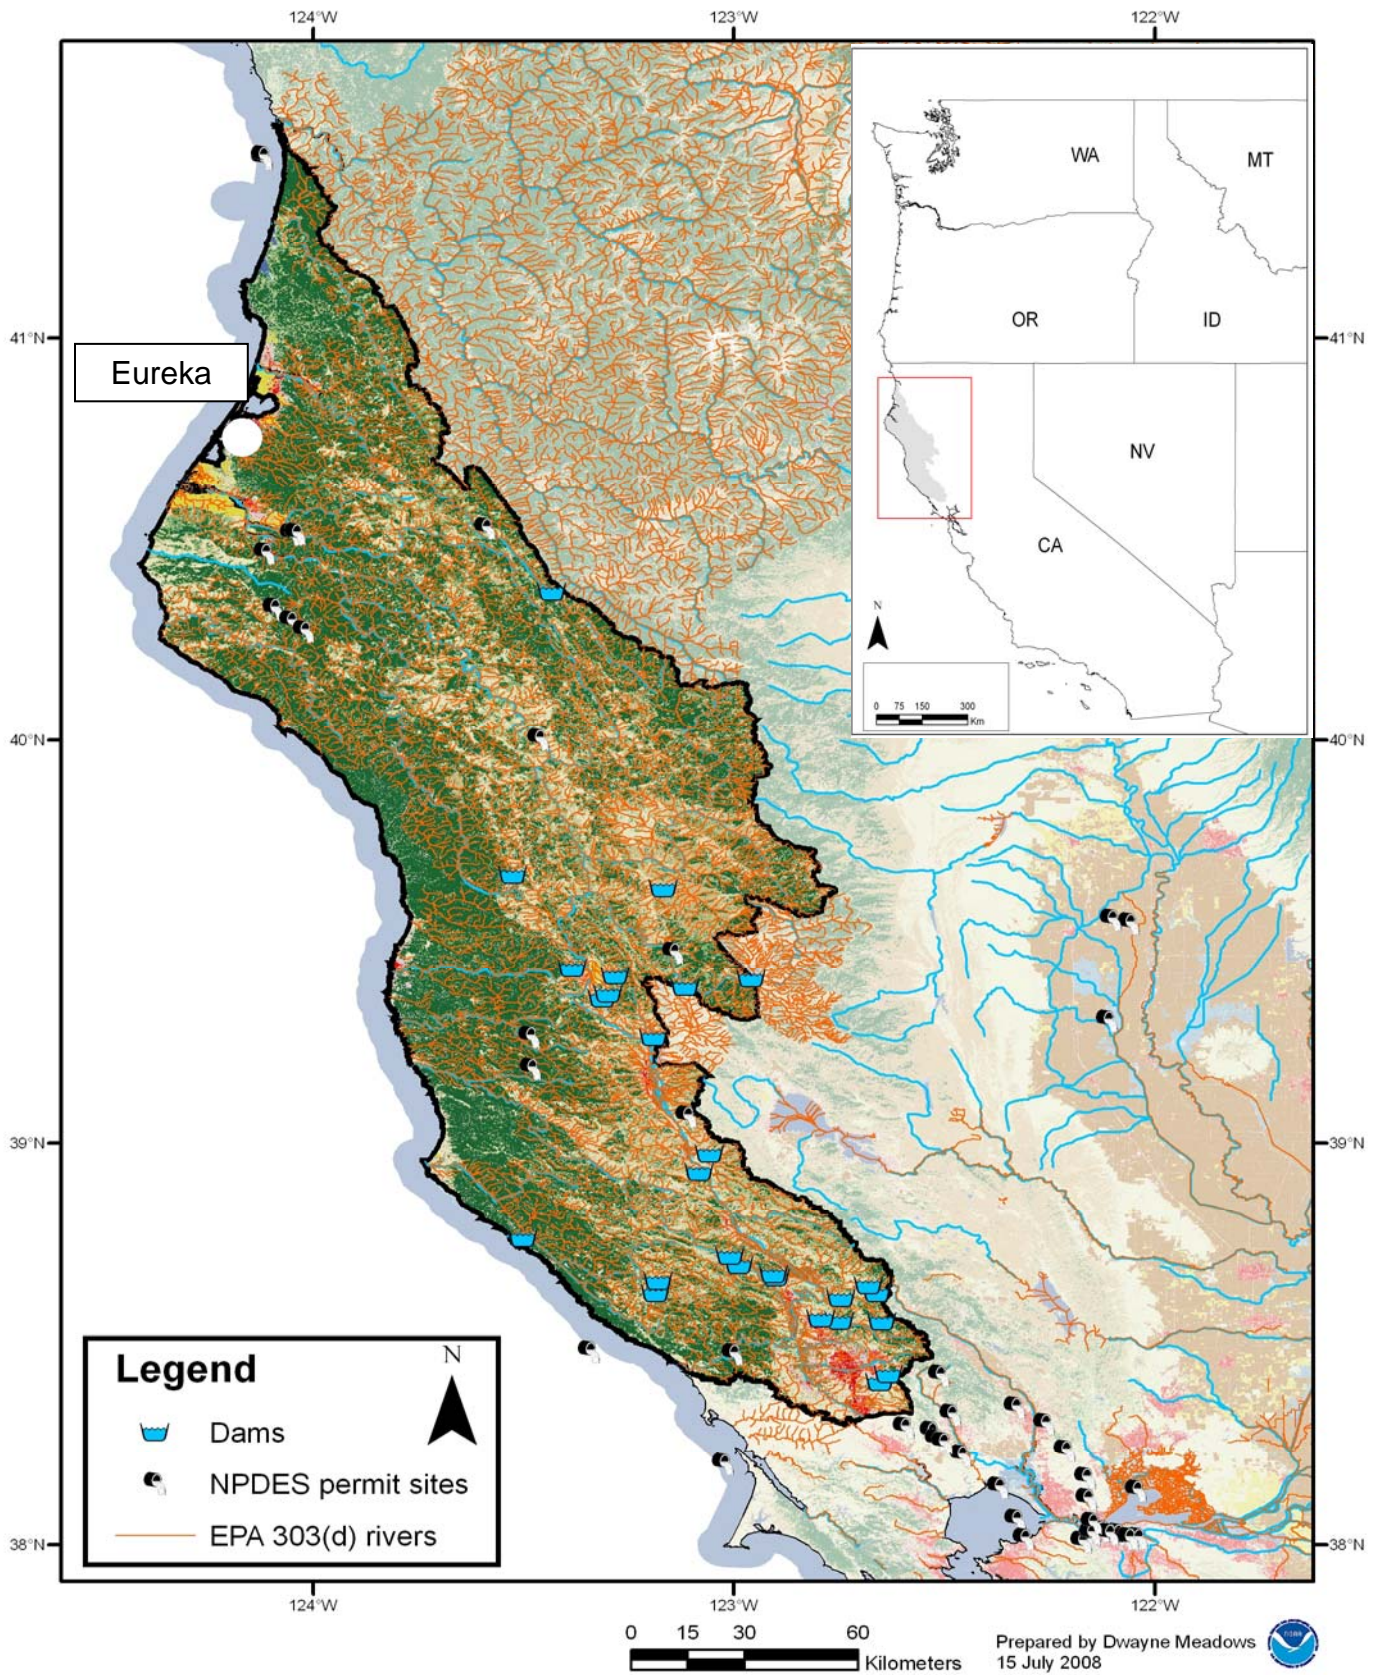 124°W 123°W 122°W
WA
MT
OR
ID
NV
CA
N
0 75 150 300
Km
41°N
41°N
Eureka
40°N
40°N
39°N
39°N
38°N
38°N
Legend
N
Dams
NPDES permit sites
EPA 303(d) rivers
124°W 123°W 122°W
0 15 30 60
Kilometers
Prepared by Dwayne Meadows
15 July 2008